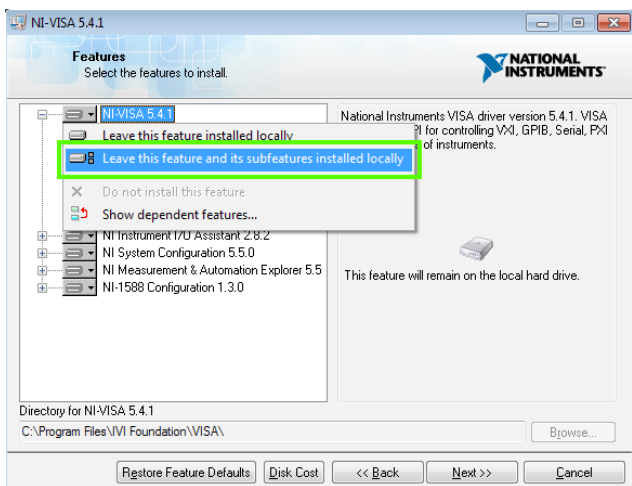 NI-VISA 5.4.1
Features
Select the features to install.
NATIONAL
INSTRUMENTS
NI-VISA 5.4.1
Leave this feature installed locally
Leave this feature and its subfeatures installed locally
Do not install this feature
Show dependent features...
NI Instrument I/O Assistant 2.8.2
NI System Configuration 5.5.0
NI Measurement & Automation Explorer 5.5
NI-1588 Configuration 1.3.0
National Instruments VISA driver version 5.4.1. VISA
PI for controlling VXI, GPIB, Serial, PXI
of instruments.
This feature will remain on the local hard drive.
Directory for NI-VISA 5.4.1
C:\Program Files\IVI Foundation\VISA\
Browse...
Restore Feature Defaults
Disk Cost
<< Back
Next >>
Cancel